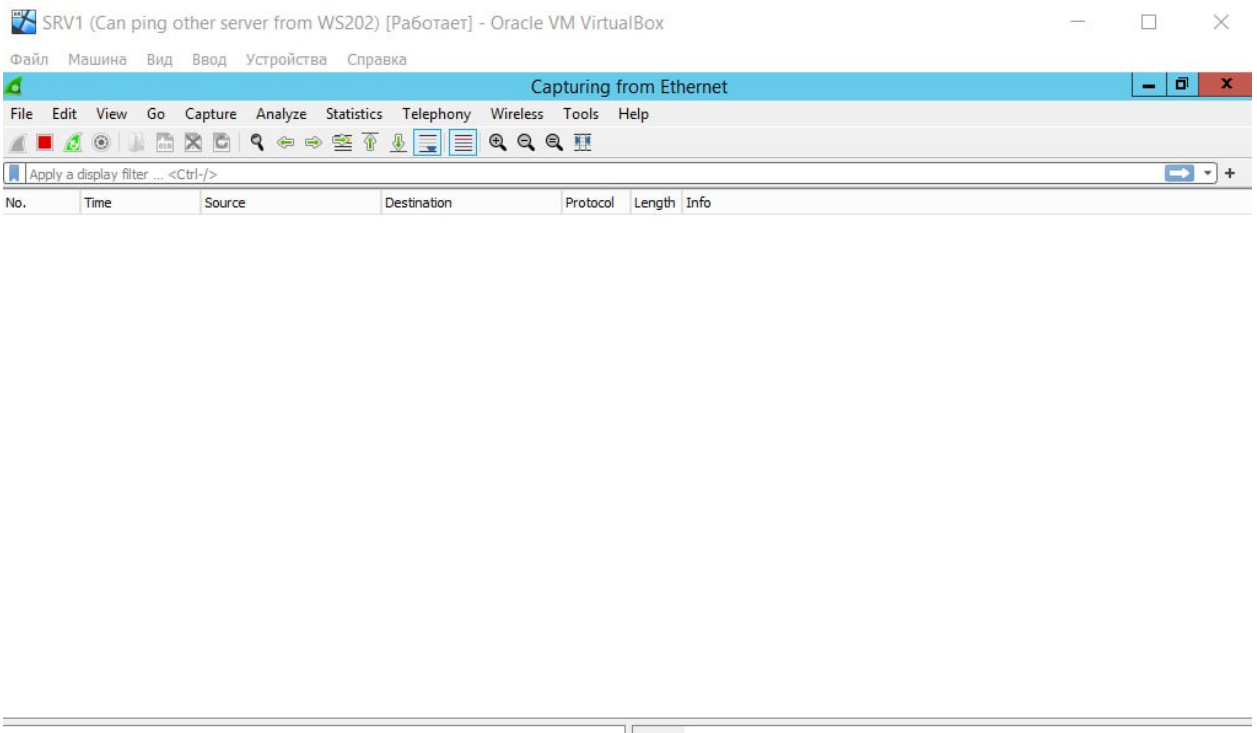 SRV1 (Can ping other server from WS202) [Работает] - Oracle VM VirtualBox
Файл Машина Вид Ввод Устройства Справка
Capturing from Ethernet
File Edit View Go Capture Analyze Statistics Telephony Wireless Tools Help
Apply a display filter ... <Ctrl-/>
No. Time Source Destination Protocol Length Info